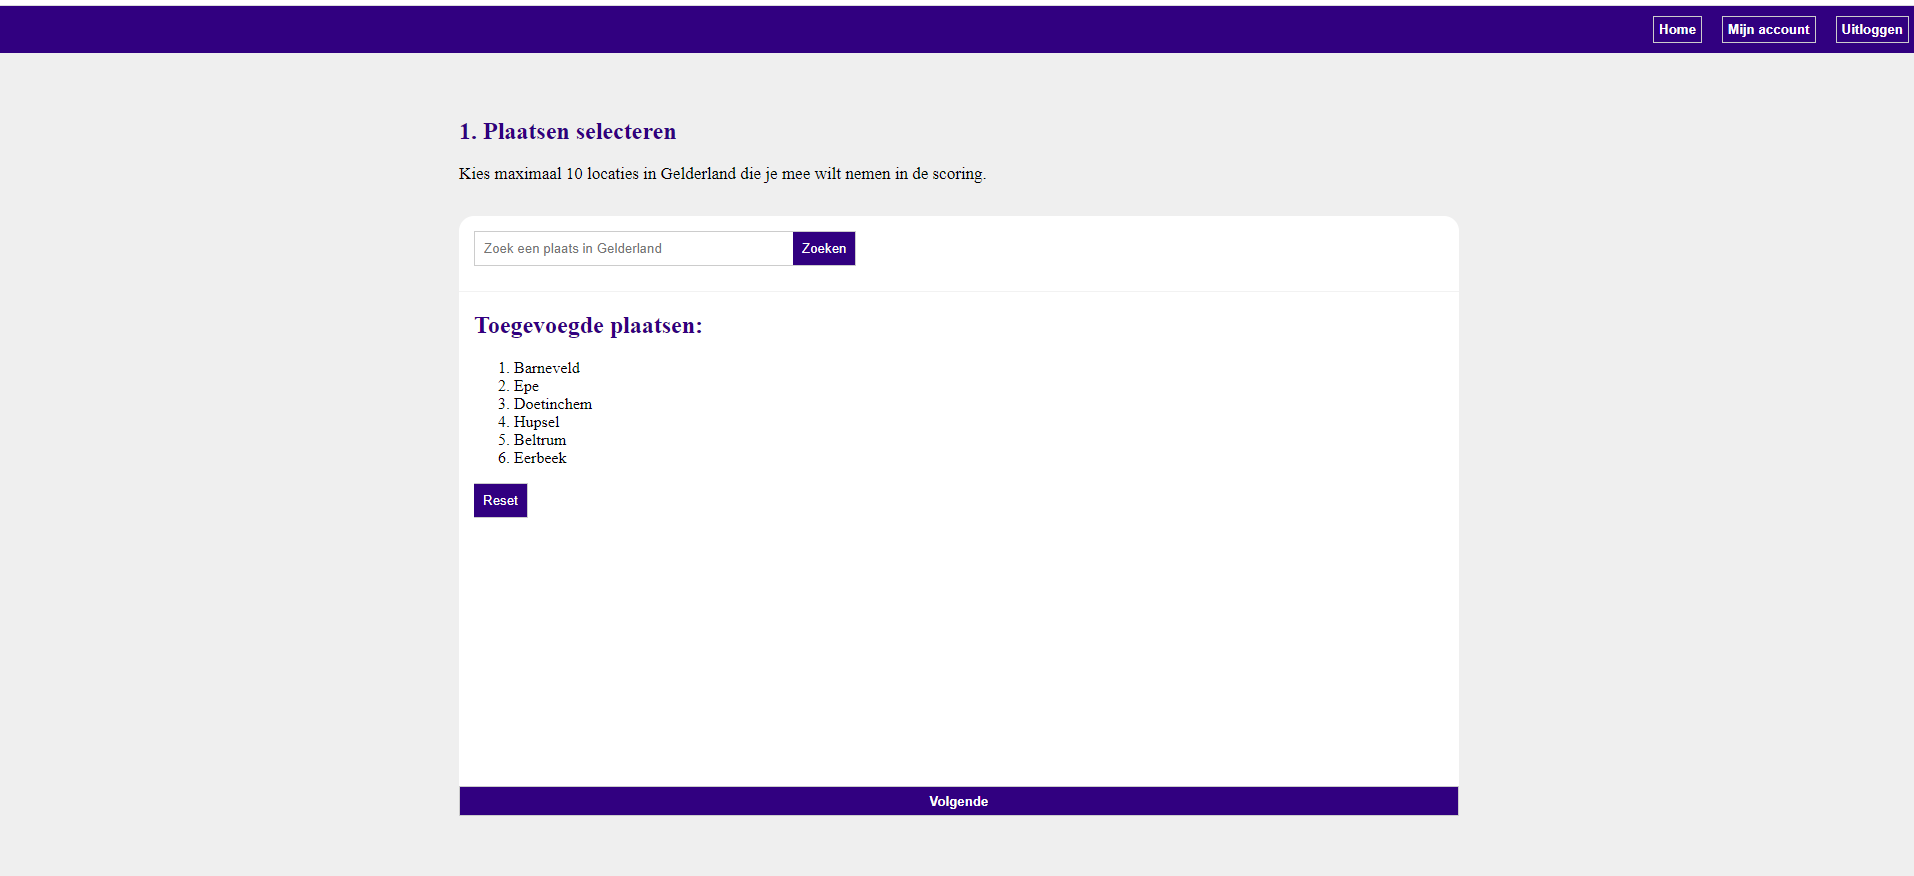 Home Mijn account Uitloggen
1. Plaatsen selecteren
Kies maximaal 10 locaties in Gelderland die je mee wilt nemen in de scoring.
Zoek een plaats in Gelderland Zoeken
Toegevoegde plaatsen:
1. Barneveld
2. Epe
3. Doetinchem
4. Hupsel
5. Beltrum
6. Eerbeek
Reset
Volgende